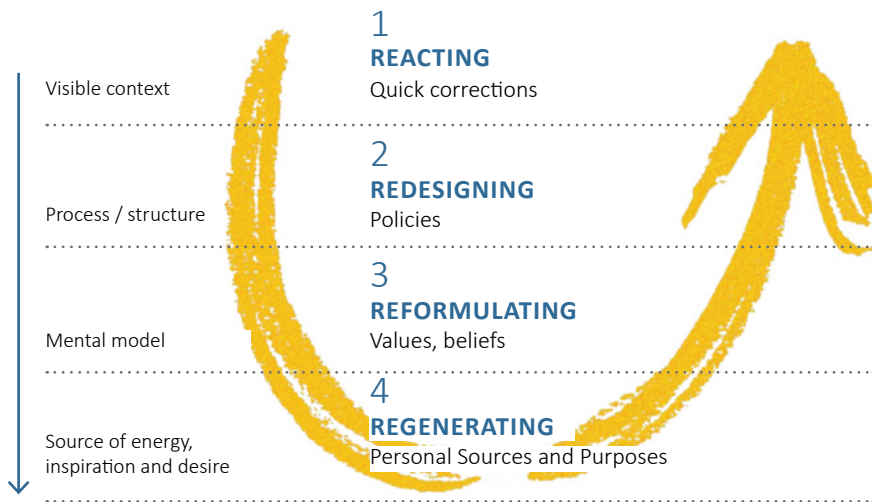 1
REACTING
Visible context
Quick corrections
2
REDESIGNING
Process / structure
Policies
3
REFORMULATING
Mental model
Values, beliefs
4
REGENERATING
Source of energy,
inspiration and desire
Personal Sources and Purposes